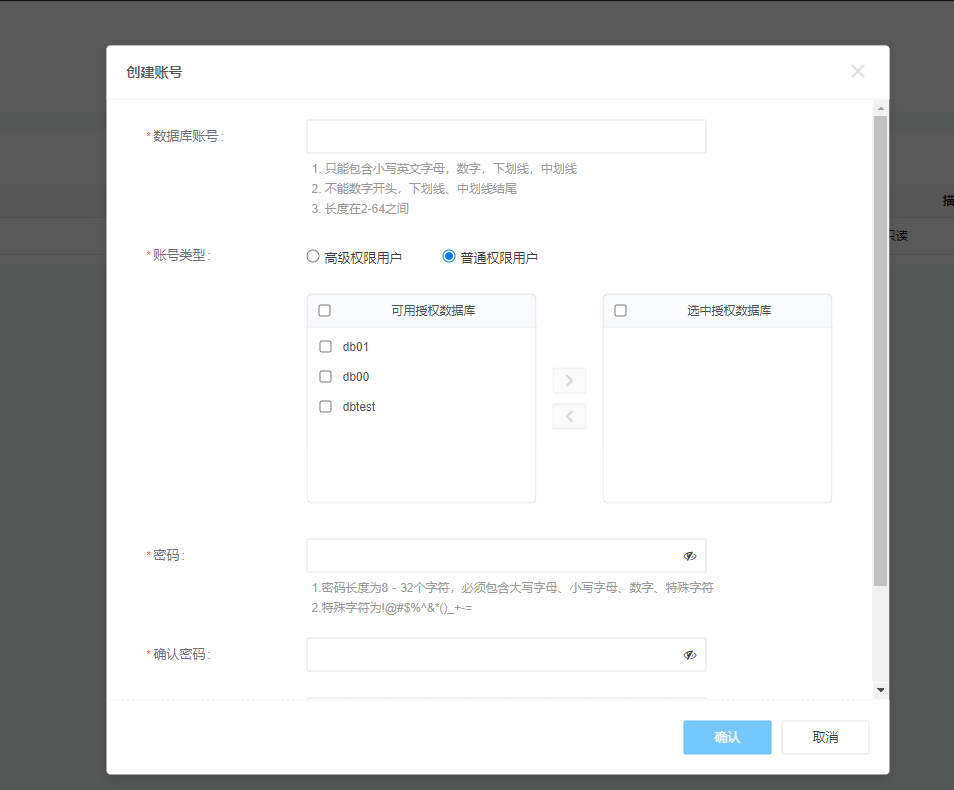 创建账号
描
只读
*数据库账号:
1. 只能包含小写英文字母，数字，下划线，中划线
2. 不能数字开头，下划线、中划线结尾
3. 长度在2-64之间
*账号类型:
高级权限用户
普通权限用户
可用授权数据库
选中授权数据库
db01
db00
dbtest
*密码:
1.密码长度为8 - 32个字符，必须包含大写字母、小写字母、数字、特殊字符
2.特殊字符为!@#$%^&*()_+-=
*确认密码:
确认
取消